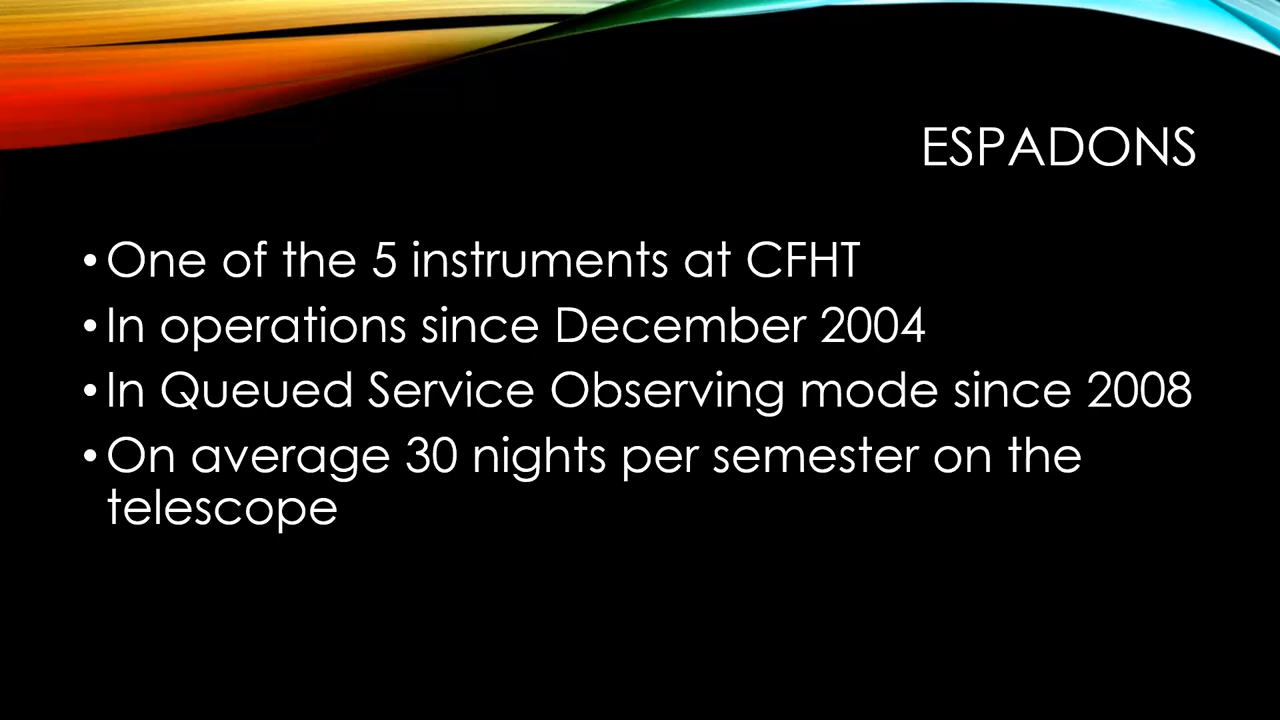 ESPADONS
• One of the 5 instruments at CFHT
• In operations since December 2004
• In Queued Service Observing mode since 2008
• On average 30 nights per semester on the
telescope